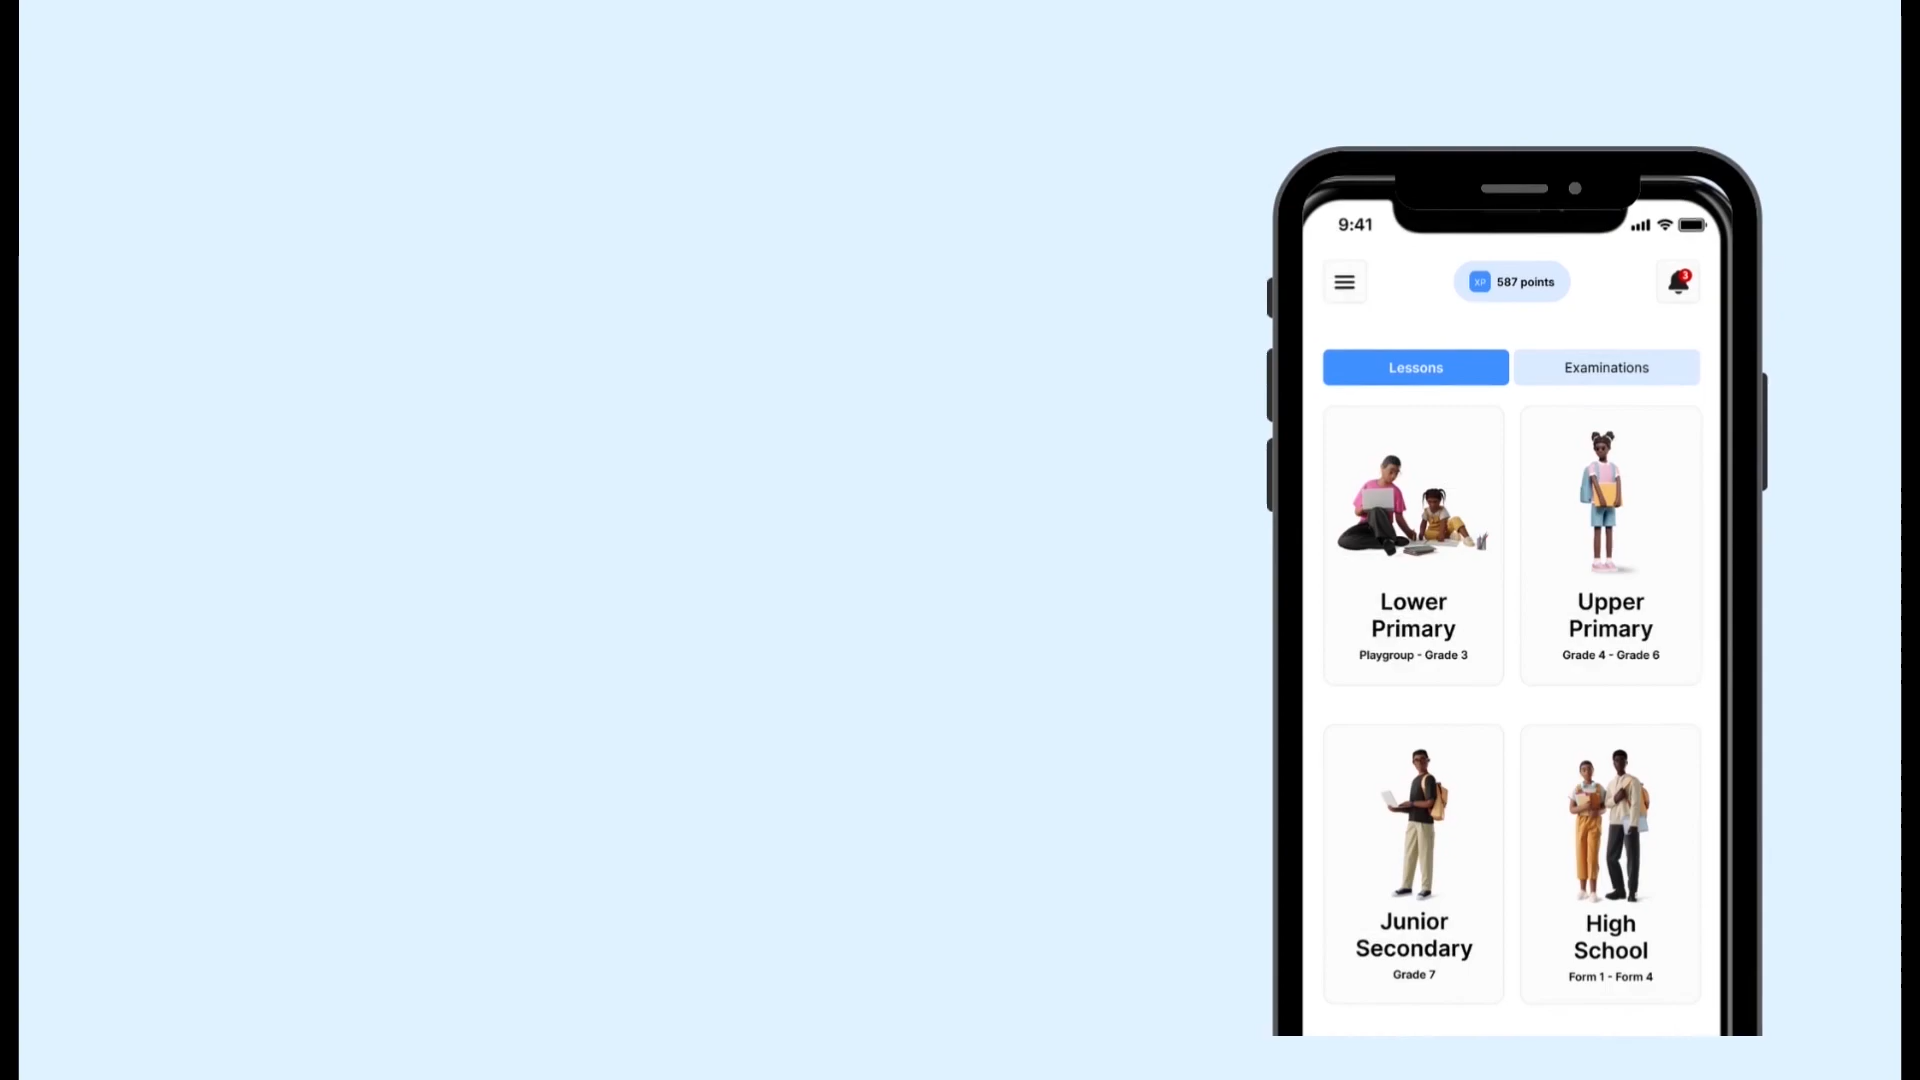 9:41
XP 587 points
3
Lessons
Examinations
Lower
Primary
Playgroup - Grade 3
Upper
Primary
Grade 4 - Grade 6
Junior
Secondary
Grade 7
High
School
Form 1 - Form 4